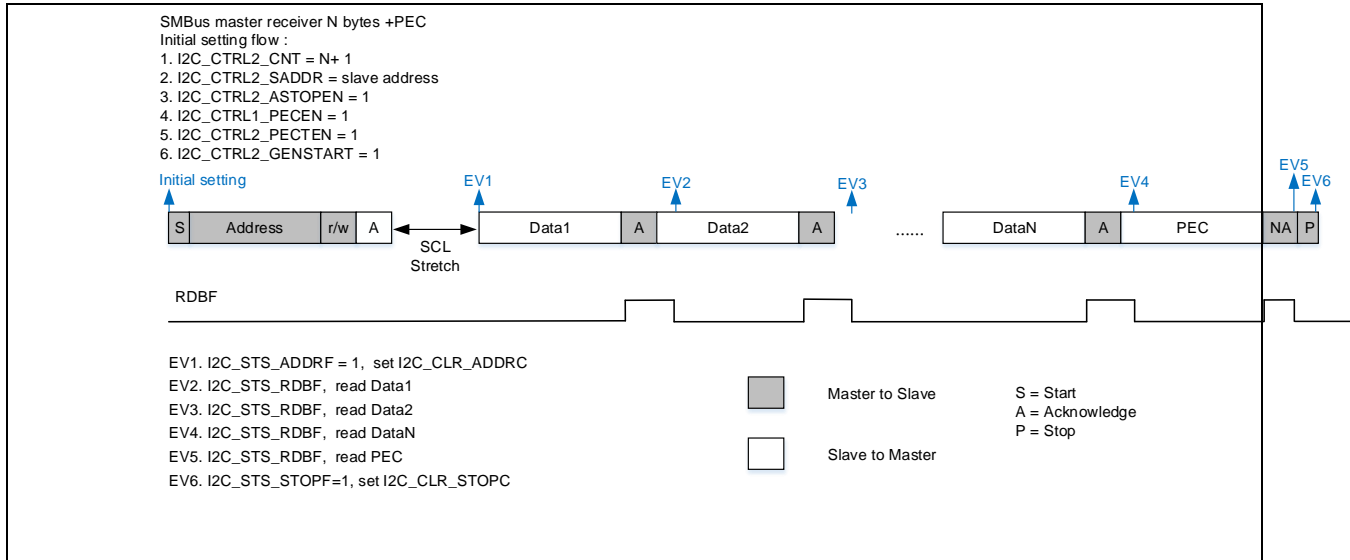 SMBus master receiver N bytes +PEC
Initial setting flow :
1. I2C_CTRL2_CNT = N+ 1
2. I2C_CTRL2_SADDR = slave address
3. I2C_CTRL2_ASTOPEN = 1
4. I2C_CTRL1_PECEN = 1
5. I2C_CTRL2_PECTEN = 1
6. I2C_CTRL2_GENSTART = 1
Initial setting EV1 EV2 EV3 EV4 EV5 EV6
S Address r/w A Data1 A Data2 A ...... DataN A PEC NA P
SCL
Stretch
RDBF
EV1. I2C_STS_ADDRF = 1, set I2C_CLR_ADDRC
EV2. I2C_STS_RDBF, read Data1
EV3. I2C_STS_RDBF, read Data2
EV4. I2C_STS_RDBF, read DataN
EV5. I2C_STS_RDBF, read PEC
EV6. I2C_STS_STOPF=1, set I2C_CLR_STOPC
Master to Slave
Slave to Master
S = Start
A = Acknowledge
P = Stop